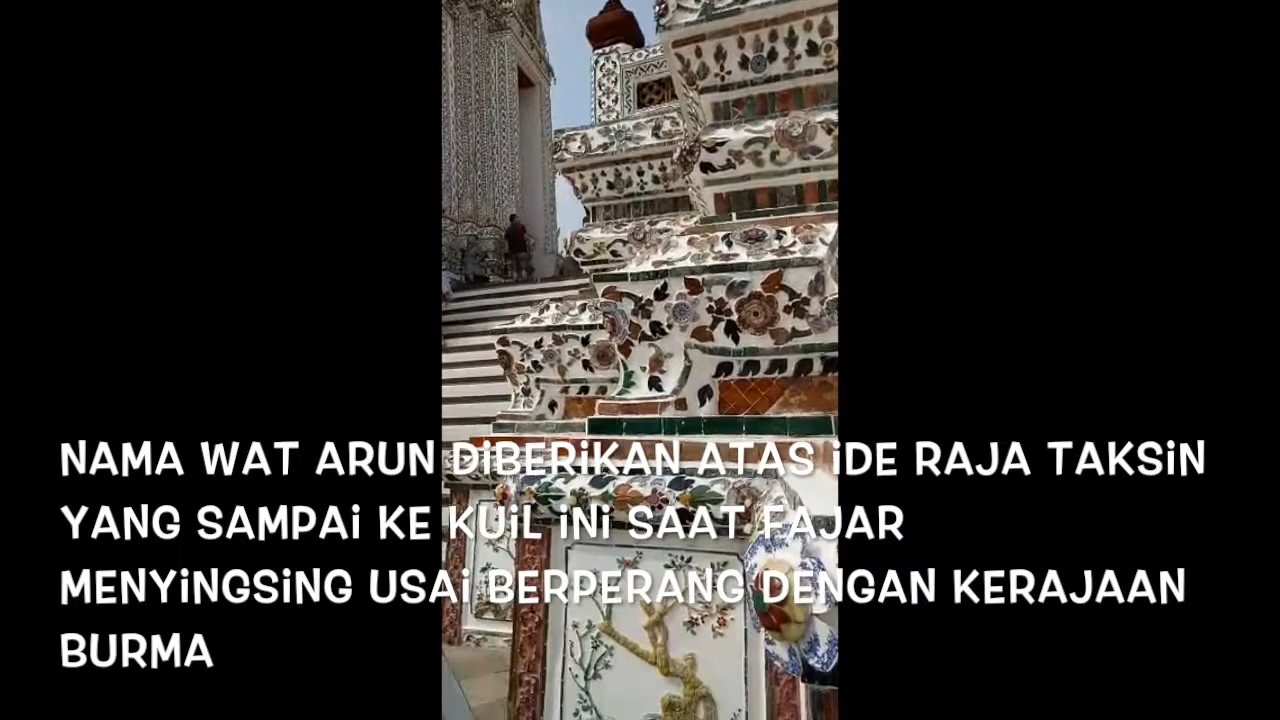 NAMA WAT ARUN DiBERiKAN ATAS iDE RAJA TAKSiN
YANG SAMPAi KE KUiL iNi SAAT FAJAR
MENYiNGSiNG USAi BERPERANG DENGAN KERAJAAN
BURMA